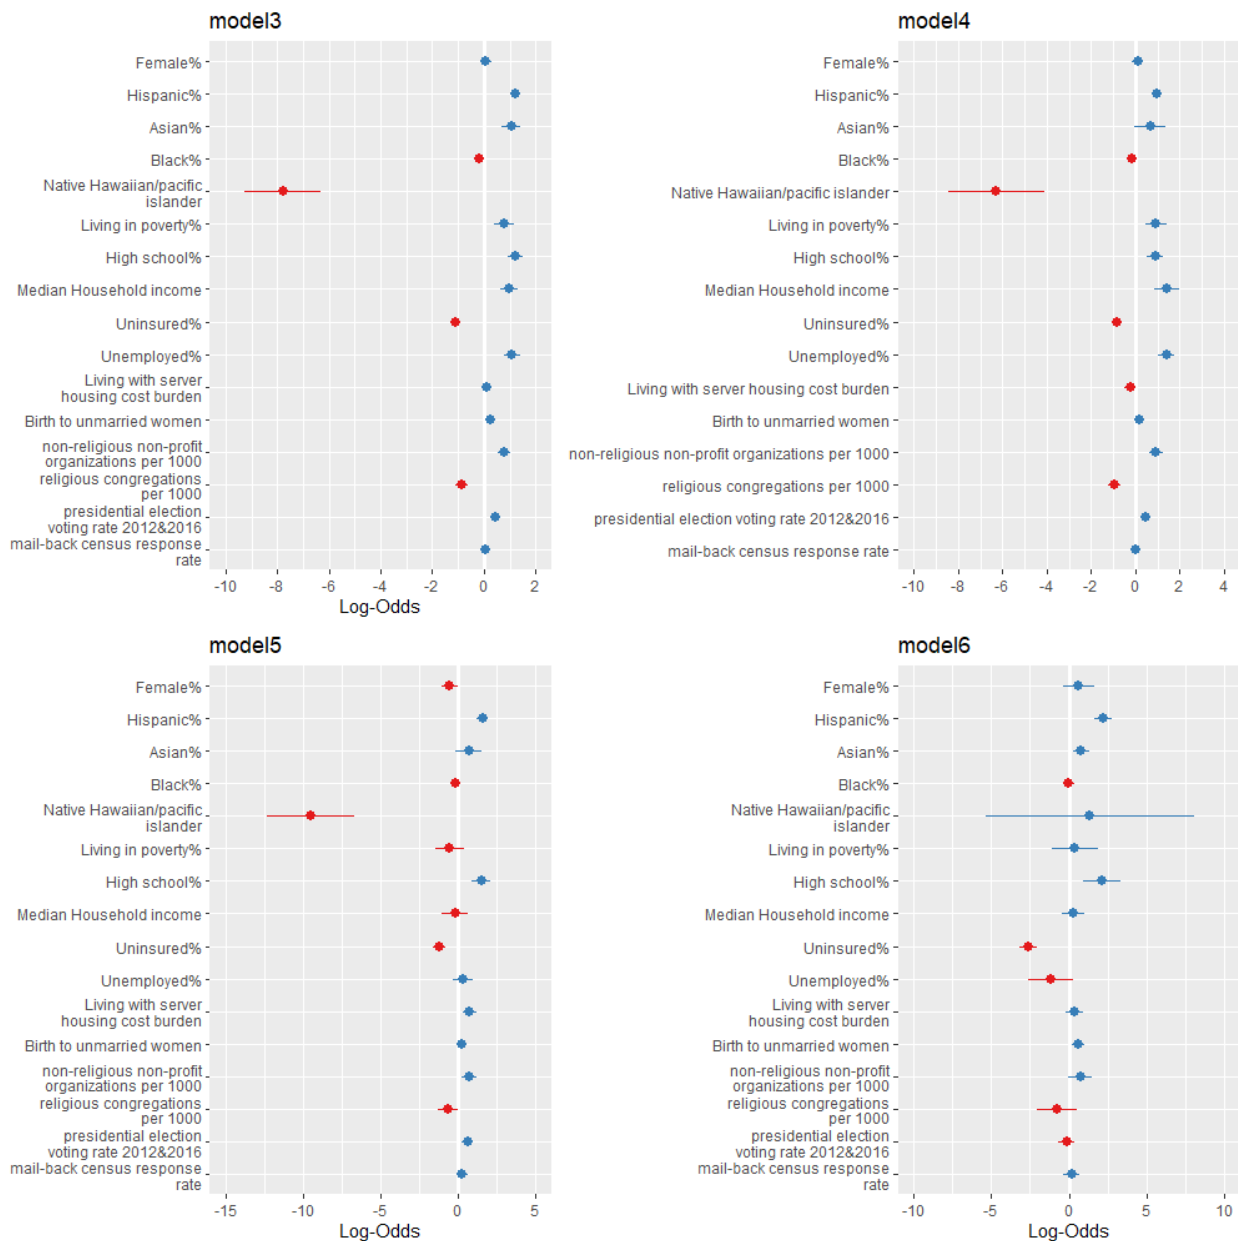 model3
Female%
Hispanic%
Asian%
Black%
Native Hawaiian/pacific
islander
Living in poverty%
High school%
Median Household income
Uninsured%
Unemployed%
Living with server
housing cost burden
Birth to unmarried women
non-religious non-profit
organizations per 1000
religious congregations
per 1000
presidential election
voting rate 2012&2016
mail-back census response
rate
-10 -8 -6 -4 -2 0 2
Log-Odds
model4
Female%
Hispanic%
Asian%
Black%
Native Hawaiian/pacific islander
Living in poverty%
High school%
Median Household income
Uninsured%
Unemployed%
Living with server housing cost burden
Birth to unmarried women
non-religious non-profit organizations per 1000
religious congregations per 1000
presidential election voting rate 2012&2016
mail-back census response rate
-10 -8 -6 -4 -2 0 2 4
model5
Female%
Hispanic%
Asian%
Black%
Native Hawaiian/pacific
islander
Living in poverty%
High school%
Median Household income
Uninsured%
Unemployed%
Living with server
housing cost burden
Birth to unmarried women
non-religious non-profit
organizations per 1000
religious congregations
per 1000
presidential election
voting rate 2012&2016
mail-back census response
rate
-15 -10 -5 0 5
Log-Odds
model6
Female%
Hispanic%
Asian%
Black%
Native Hawaiian/pacific
islander
Living in poverty%
High school%
Median Household income
Uninsured%
Unemployed%
Living with server
housing cost burden
Birth to unmarried women
non-religious non-profit
organizations per 1000
religious congregations
per 1000
presidential election
voting rate 2012&2016
mail-back census response
rate
-10 -5 0 5 10
Log-Odds